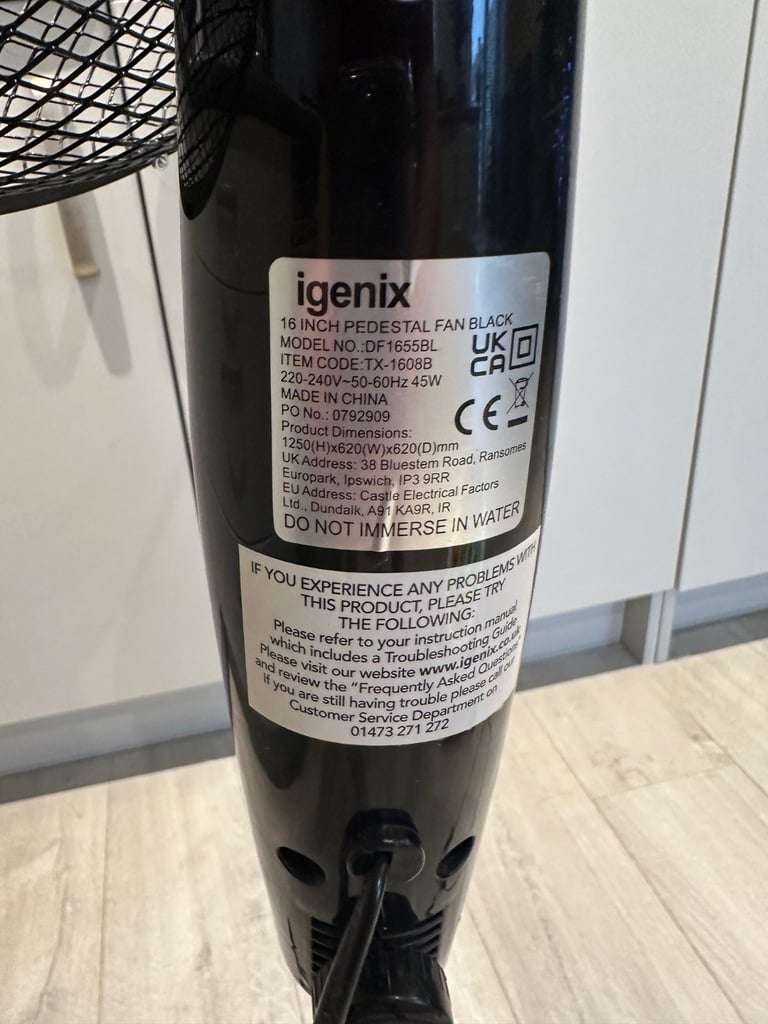 igenix
16 INCH PEDESTAL FAN BLACK
MODEL NO.:DF1655BL
ITEM CODE:TX-1608B
220-240V~50-60Hz 45W
MADE IN CHINA
PO No.: 0792909
Product Dimensions:
1250(H)x620(W)x620(D)mm
UK Address: 38 Bluestem Road, Ransomes
Europark, Ipswich, IP3 9RR
EU Address: Castle Electrical Factors
Ltd., Dundalk, A91 KA9R, IR
DO NOT IMMERSE IN WATER
UK
CA
CE
IF YOU EXPERIENCE ANY PROBLEMS WITH
THIS PRODUCT, PLEASE TRY
THE FOLLOWING:
Please refer to your instruction manual
which includes a Troubleshooting Guide
Please visit our website www.igenix.co.uk
and review the "Frequently Asked Questions"
If you are still having trouble please call our
Customer Service Department on
01473 271 272